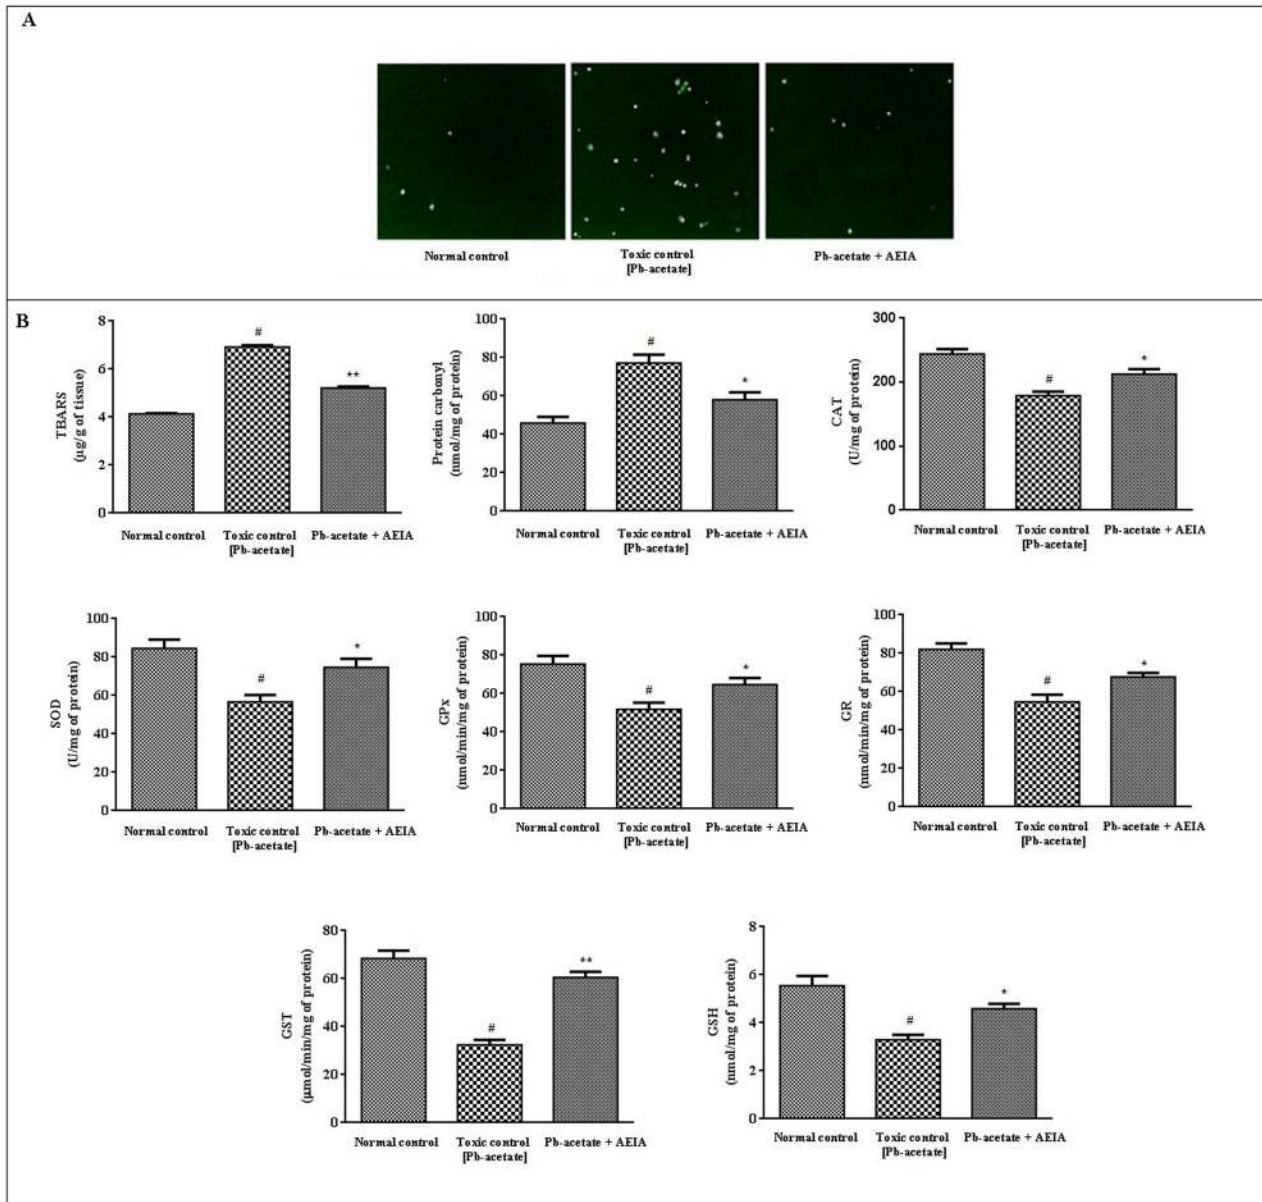 A
Normal control
Toxic control
[Pb-acetate]
Pb-acetate + AEIA
B
TBARS
(µg/g of tissue)
8
6
4
2
0
#
**
Normal control
Toxic control
[Pb-acetate]
Pb-acetate + AEIA
Protein carbonyl
(nmol/mg of protein)
100
80
60
40
20
0
#
*
Normal control
Toxic control
[Pb-acetate]
Pb-acetate + AEIA
CAT
(U/mg of protein)
300
200
100
0
#
*
Normal control
Toxic control
[Pb-acetate]
Pb-acetate + AEIA
SOD
(U/mg of protein)
100
80
60
40
20
0
#
*
Normal control
Toxic control
[Pb-acetate]
Pb-acetate + AEIA
GPx
(nmol/min/mg of protein)
100
80
60
40
20
0
#
*
Normal control
Toxic control
[Pb-acetate]
Pb-acetate + AEIA
GR
(nmol/min/mg of protein)
100
80
60
40
20
0
#
*
Normal control
Toxic control
[Pb-acetate]
Pb-acetate + AEIA
GST
(µmol/min/mg of protein)
80
60
40
20
0
#
**
Normal control
Toxic control
[Pb-acetate]
Pb-acetate + AEIA
GSH
(nmol/mg of protein)
8
6
4
2
0
#
*
Normal control
Toxic control
[Pb-acetate]
Pb-acetate + AEIA